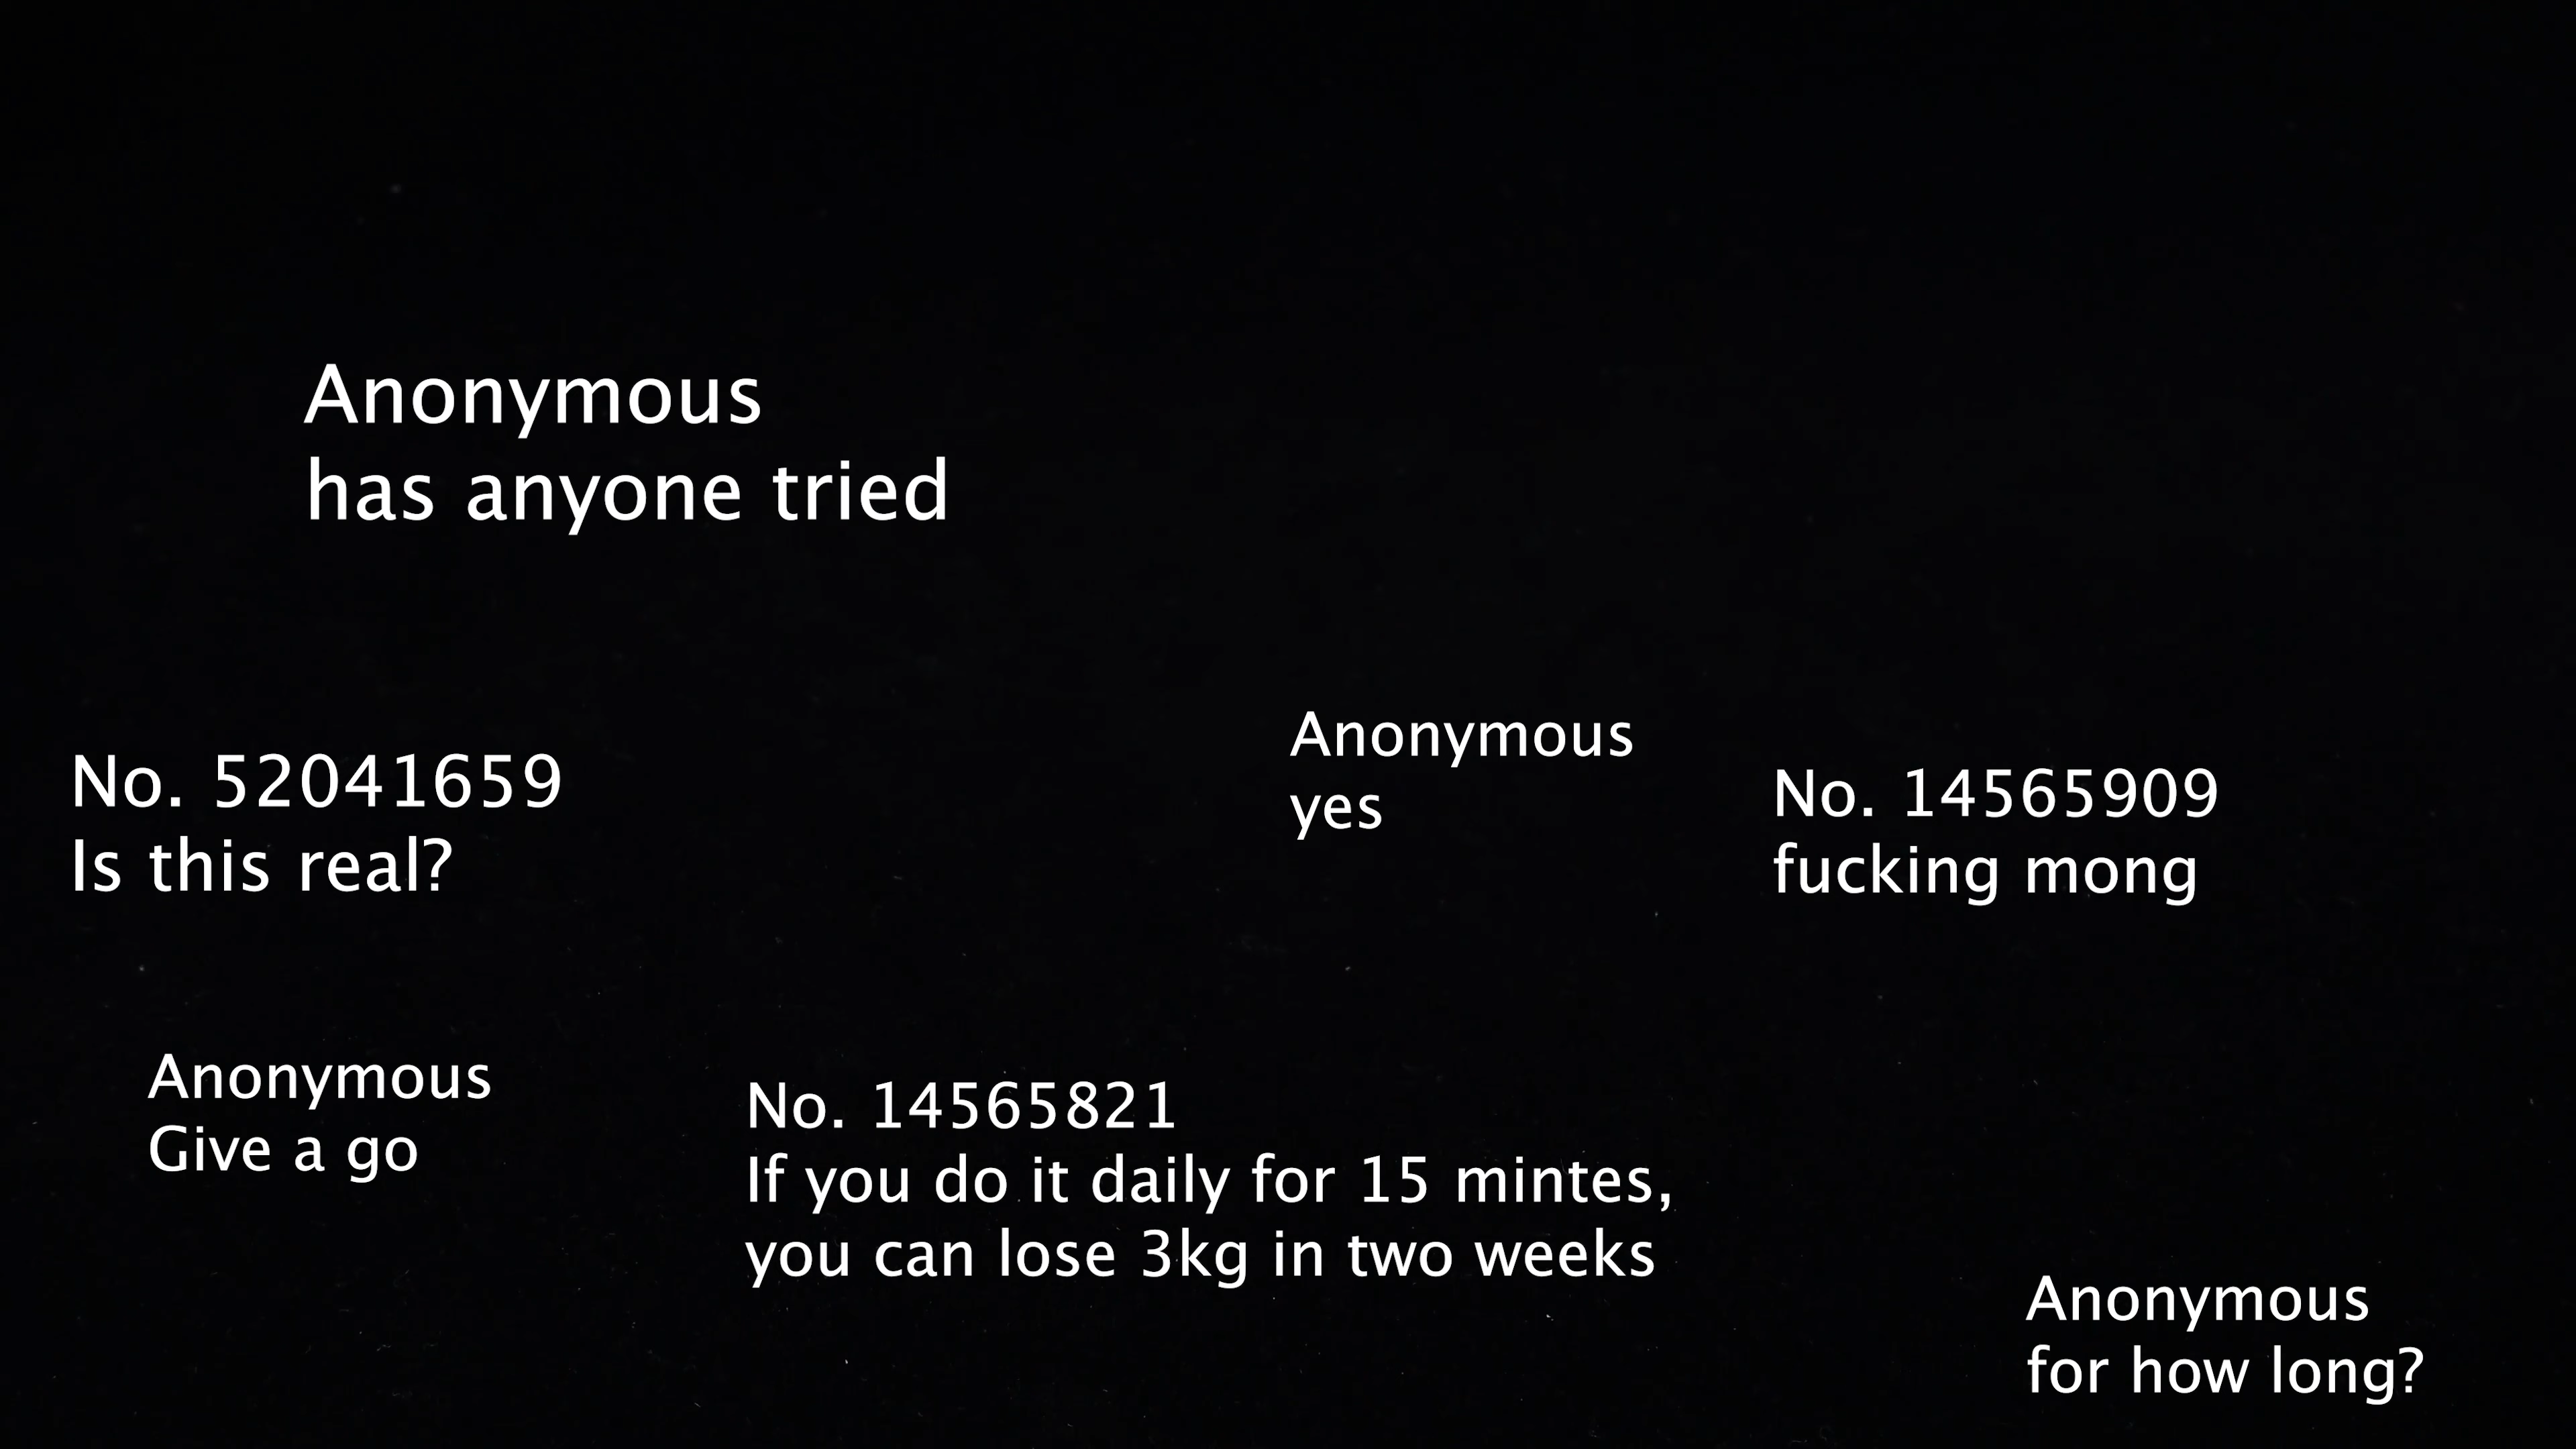 Anonymous
has anyone tried
No. 52041659
Is this real?
Anonymous
yes
No. 14565909
fucking mong
Anonymous
Give a go
No. 14565821
If you do it daily for 15 mintes,
you can lose 3kg in two weeks
Anonymous
for how long?